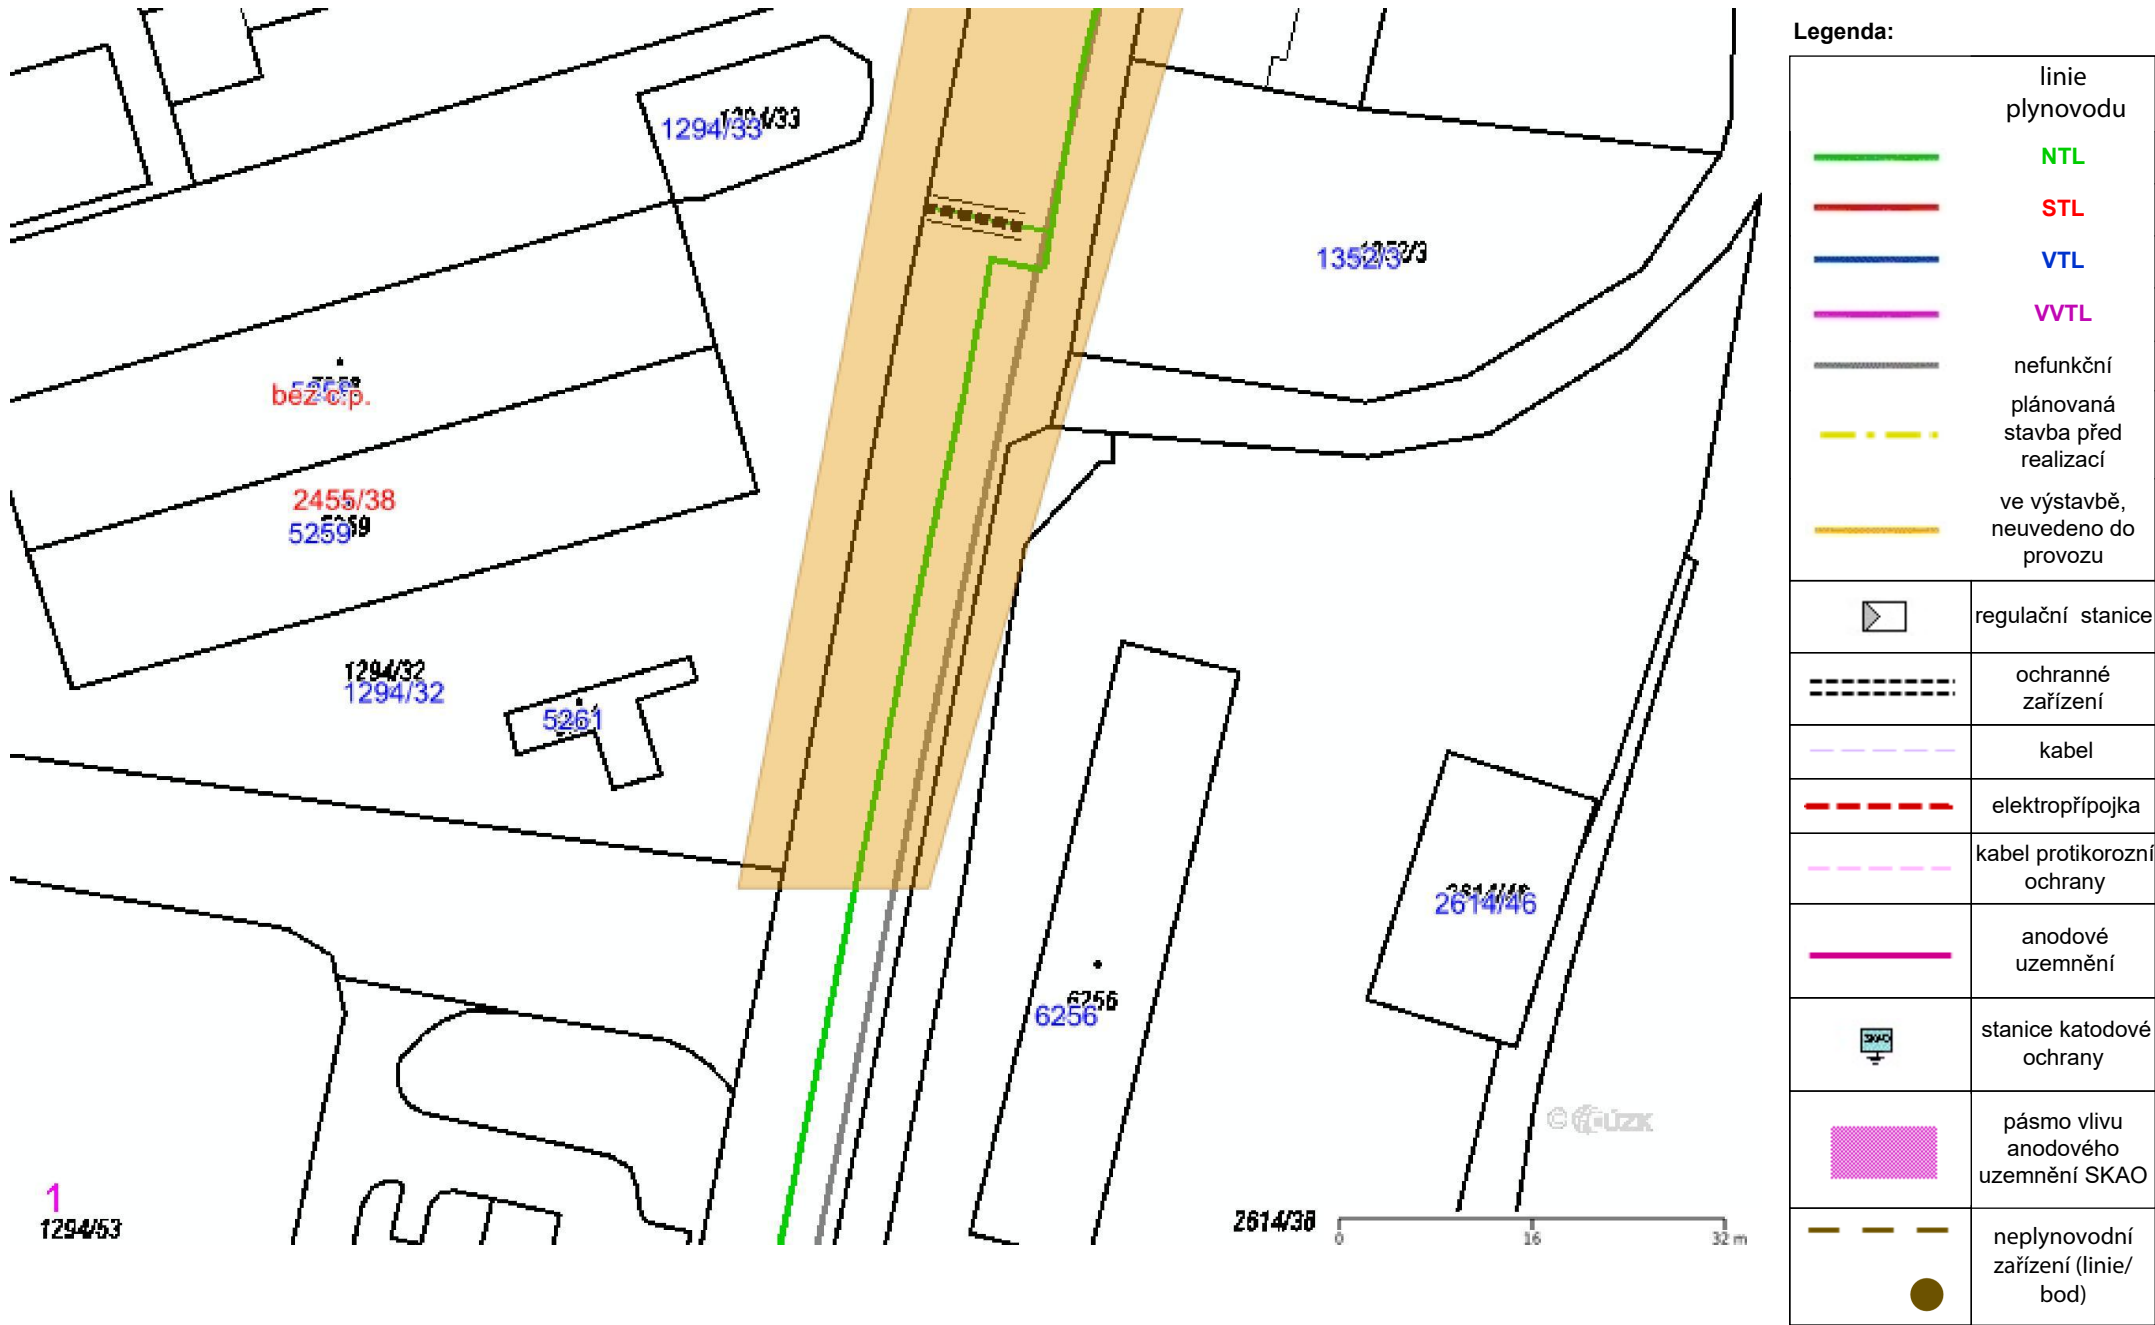 1294/33
1352/3
bez č.p.
2455/38
5259
1294/32
1294/32
5261
2614/46
6256
6256
1
1294/53
2614/38
0 16 32 m
Legenda:
linie
plynovodu
NTL
STL
VTL
VVTL
nefunkční
plánovaná
stavba před
realizací
ve výstavbě,
neuvedeno do
provozu
regulační stanice
ochranné
zařízení
kabel
elektropřípojka
kabel protikorozní
ochrany
anodové
uzemnění
SKAO
stanice katodové
ochrany
pásmo vlivu
anodového
uzemnění SKAO
neplynovodní
zařízení (linie/
bod)